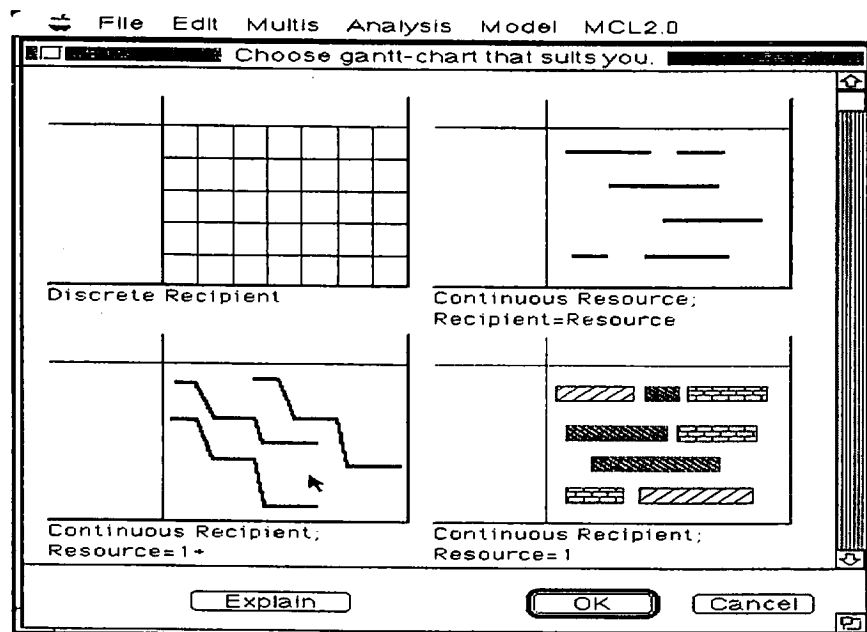 File Edit Multis Analysis Model MCL2.0
Choose gantt-chart that suits you.
Discrete Recipient
Continuous Resource;
Recipient=Resource
Continuous Recipient;
Resource=1+
Continuous Recipient;
Resource=1
Explain
OK
Cancel